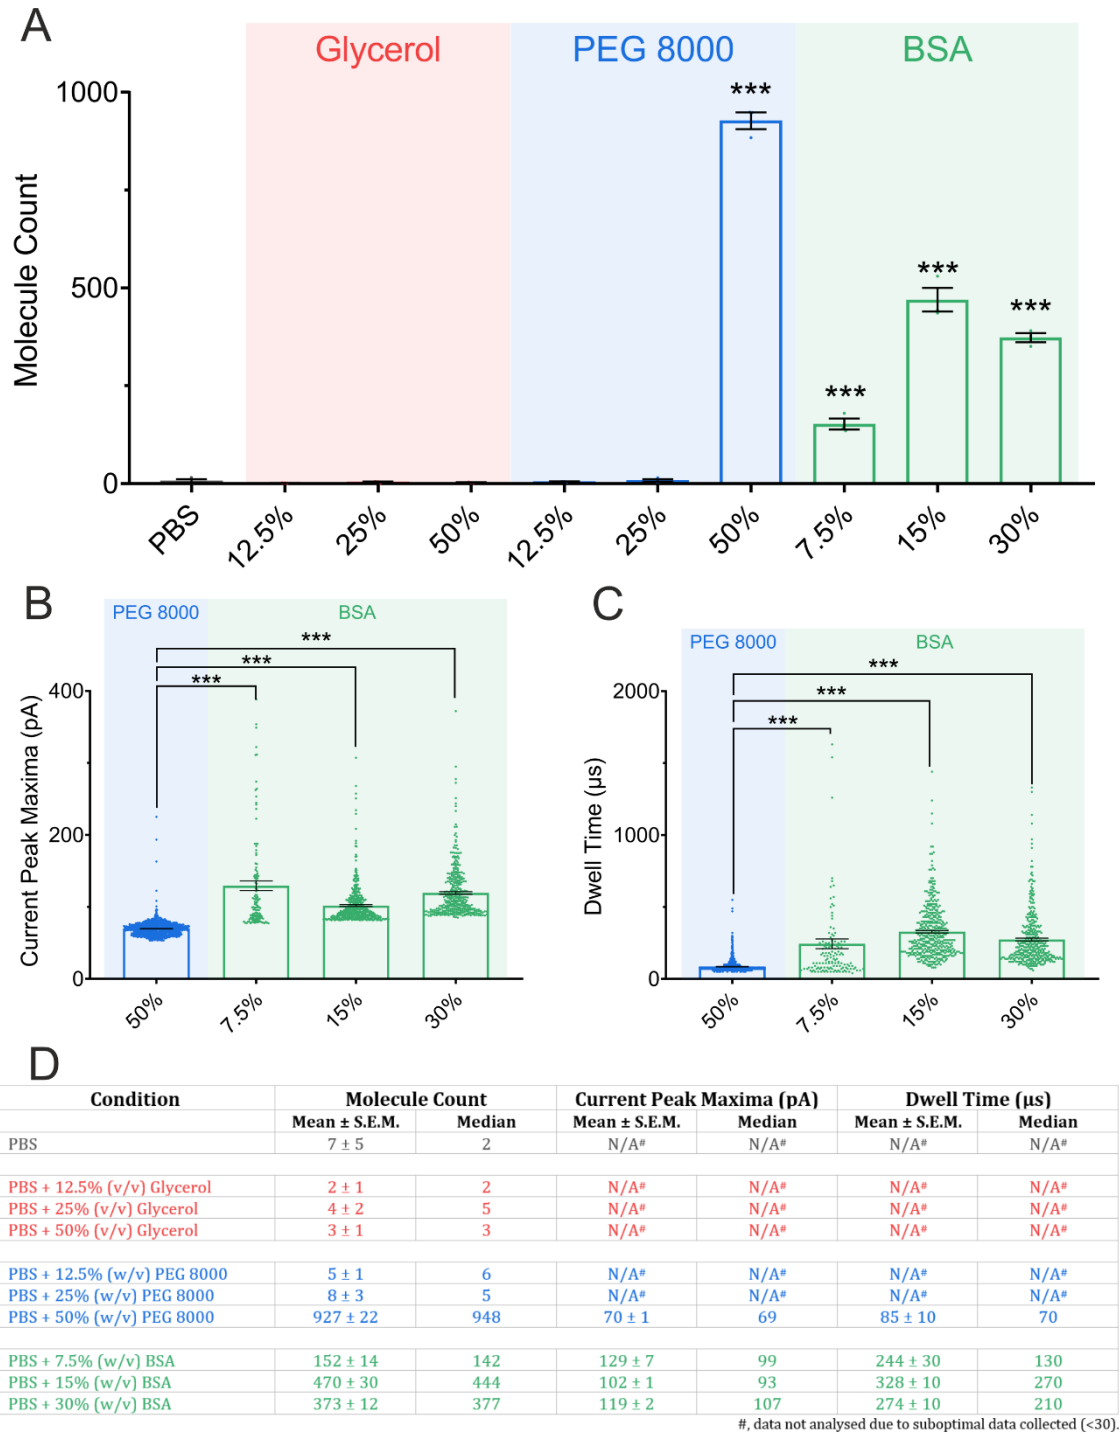 A
Glycerol PEG 8000 BSA
Molecule Count
1000
500
0
*** *** *** ***
PBS 12.5% 25% 50% 12.5% 25% 50% 7.5% 15% 30%
B
PEG 8000 BSA
***
***
***
Current Peak Maxima (pA)
400
200
0
50% 7.5% 15% 30%
C
PEG 8000 BSA
***
***
***
Dwell Time (µs)
2000
1000
0
50% 7.5% 15% 30%
D
Condition Molecule Count Current Peak Maxima (pA) Dwell Time (µs)
Mean ± S.E.M. Median Mean ± S.E.M. Median Mean ± S.E.M. Median
PBS 7 ± 5 2 N/A# N/A# N/A# N/A#
PBS + 12.5% (v/v) Glycerol 2 ± 1 2 N/A# N/A# N/A# N/A#
PBS + 25% (v/v) Glycerol 4 ± 2 5 N/A# N/A# N/A# N/A#
PBS + 50% (v/v) Glycerol 3 ± 1 3 N/A# N/A# N/A# N/A#
PBS + 12.5% (w/v) PEG 8000 5 ± 1 6 N/A# N/A# N/A# N/A#
PBS + 25% (w/v) PEG 8000 8 ± 3 5 N/A# N/A# N/A# N/A#
PBS + 50% (w/v) PEG 8000 927 ± 22 948 70 ± 1 69 85 ± 10 70
PBS + 7.5% (w/v) BSA 152 ± 14 142 129 ± 7 99 244 ± 30 130
PBS + 15% (w/v) BSA 470 ± 30 444 102 ± 1 93 328 ± 10 270
PBS + 30% (w/v) BSA 373 ± 12 377 119 ± 2 107 274 ± 10 210
#, data not analysed due to suboptimal data collected (<30).